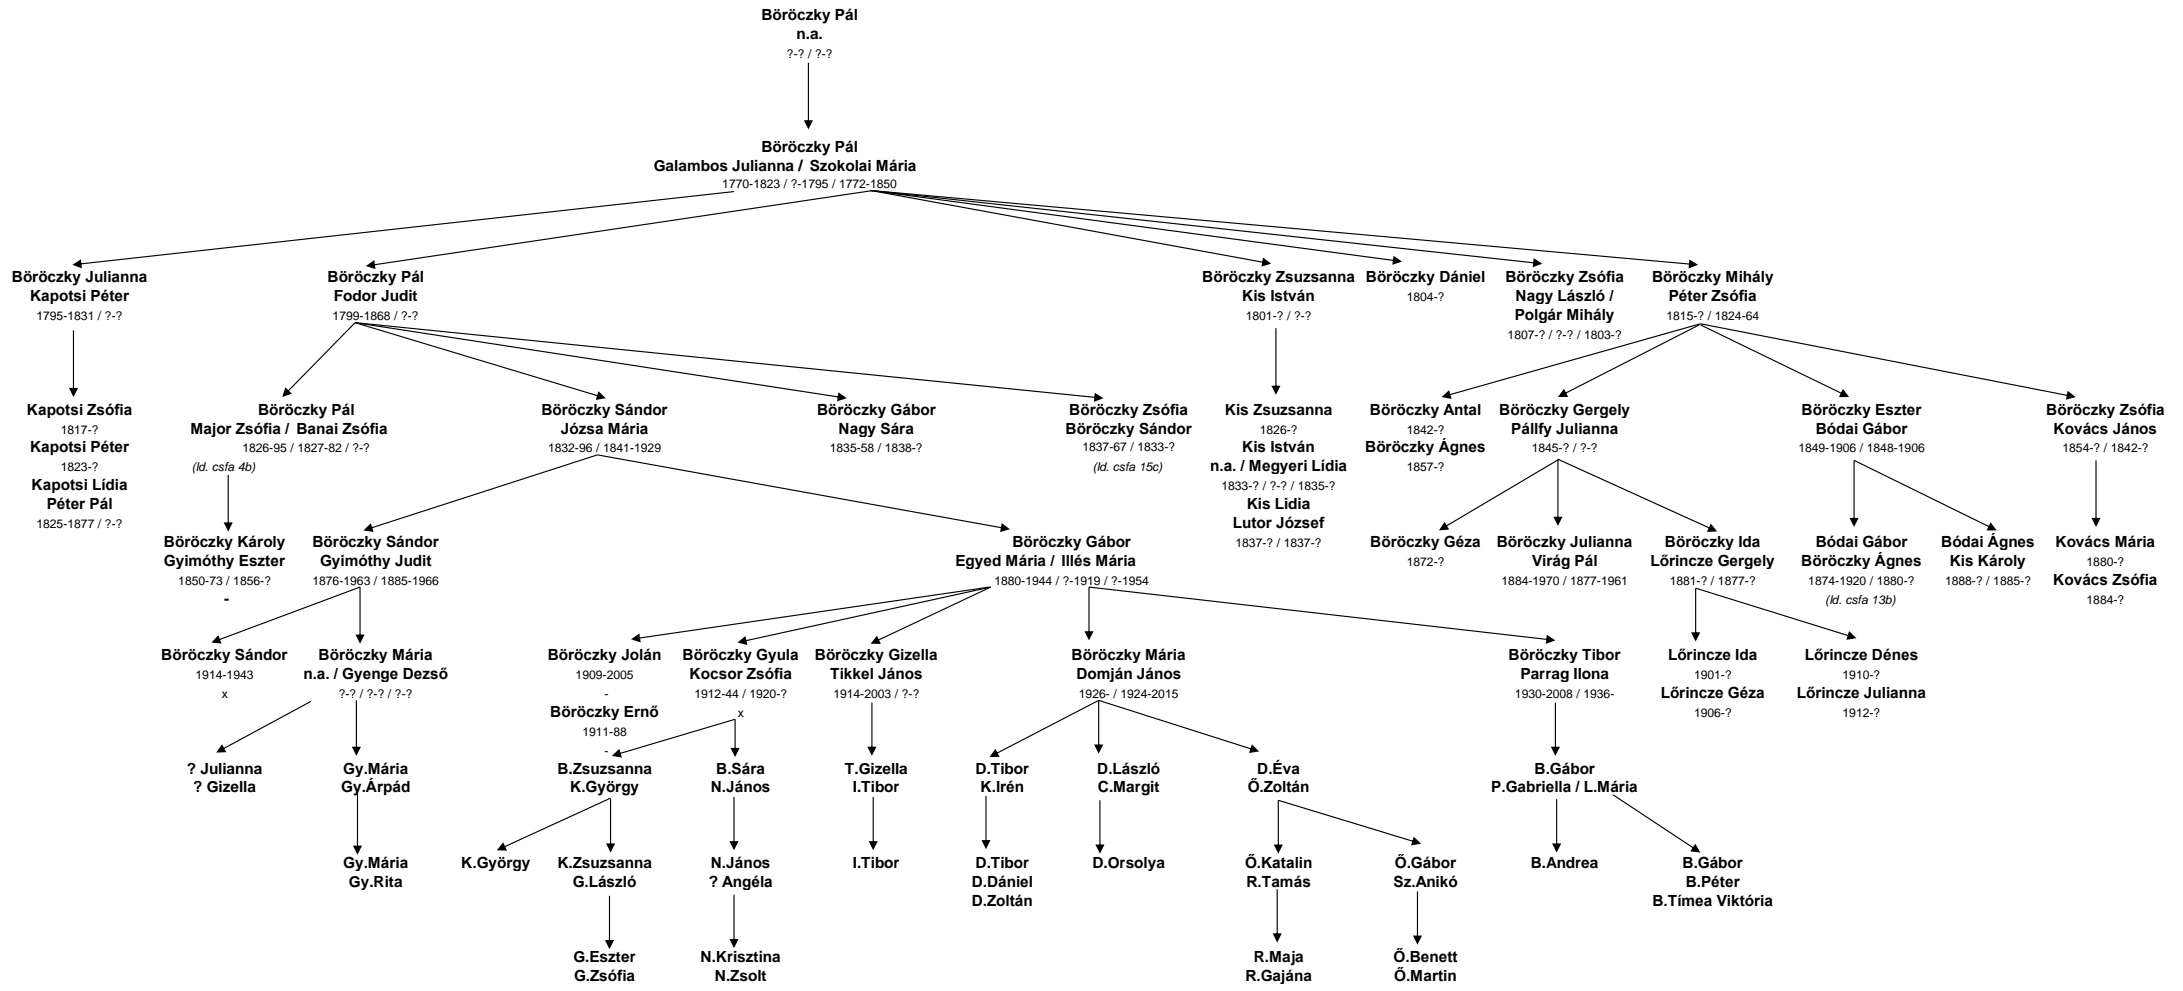 Böröczky Pál
n.a.
?-? / ?-?
Böröczky Pál
Galambos Julianna / Szokolai Mária
1770-1823 / ?-1795 / 1772-1850
Böröczky Julianna
Kapotsi Péter
1795-1831 / ?-?
Böröczky Pál
Fodor Judit
1799-1868 / ?-?
Böröczky Zsuzsanna
Kis István
1801-? / ?-?
Böröczky Dániel
1804-?
Böröczky Zsófia
Nagy László /
Polgár Mihály
1807-? / ?-? / 1803-?
Böröczky Mihály
Péter Zsófia
1815-? / 1824-64
Kapotsi Zsófia
1817-?
Kapotsi Péter
1823-?
Kapotsi Lídia
Péter Pál
1825-1877 / ?-?
Böröczky Pál
Major Zsófia / Banai Zsófia
1826-95 / 1827-82 / ?-?
(ld. csfa 4b)
Böröczky Sándor
Józsa Mária
1832-96 / 1841-1929
Böröczky Gábor
Nagy Sára
1835-58 / 1838-?
Böröczky Zsófia
Böröczky Sándor
1837-67 / 1833-?
(ld. csfa 15c)
Kis Zsuzsanna
1826-?
Kis István
n.a. / Megyeri Lídia
1833-? / ?-? / 1835-?
Kis Lidia
Lutor József
1837-? / 1837-?
Böröczky Antal
1842-?
Böröczky Ágnes
1857-?
Böröczky Gergely
Pállfy Julianna
1845-? / ?-?
Böröczky Eszter
Bódai Gábor
1849-1906 / 1848-1906
Böröczky Zsófia
Kovács János
1854-? / 1842-?
Böröczky Károly
Gyimóthy Eszter
1850-73 / 1856-?
-
Böröczky Sándor
Gyimóthy Judit
1876-1963 / 1885-1966
Böröczky Gábor
Egyed Mária / Illés Mária
1880-1944 / ?-1919 / ?-1954
Böröczky Géza
1872-?
Böröczky Julianna
Virág Pál
1884-1970 / 1877-1961
Böröczky Ida
Lőrincze Gergely
1881-? / 1877-?
Bódai Gábor
Böröczky Ágnes
1874-1920 / 1880-?
(ld. csfa 13b)
Bódai Ágnes
Kis Károly
1888-? / 1885-?
Kovács Mária
1880-?
Kovács Zsófia
1884-?
Böröczky Sándor
1914-1943
x
Böröczky Mária
n.a. / Gyenge Dezső
?-? / ?-? / ?-?
Böröczky Jolán
1909-2005
-
Böröczky Ernő
1911-88
-
Böröczky Gyula
Kocsor Zsófia
1912-44 / 1920-?
x
Böröczky Gizella
Tikkel János
1914-2003 / ?-?
Böröczky Mária
Domján János
1926- / 1924-2015
Böröczky Tibor
Parrag Ilona
1930-2008 / 1936-
Lőrincze Ida
1901-?
Lőrincze Géza
1906-?
Lőrincze Dénes
1910-?
Lőrincze Julianna
1912-?
? Julianna
? Gizella
Gy.Mária
Gy.Árpád
B.Zsuzsanna
K.György
B.Sára
N.János
T.Gizella
I.Tibor
D.Tibor
K.Irén
D.László
C.Margit
D.Éva
Ő.Zoltán
B.Gábor
P.Gabriella / L.Mária
Gy.Mária
Gy.Rita
K.György
K.Zsuzsanna
G.László
N.János
? Angéla
I.Tibor
D.Tibor
D.Dániel
D.Zoltán
D.Orsolya
Ő.Katalin
R.Tamás
Ő.Gábor
Sz.Anikó
B.Andrea
B.Gábor
B.Péter
B.Tímea Viktória
G.Eszter
G.Zsófia
N.Krisztina
N.Zsolt
R.Maja
R.Gajána
Ő.Benett
Ő.Martin